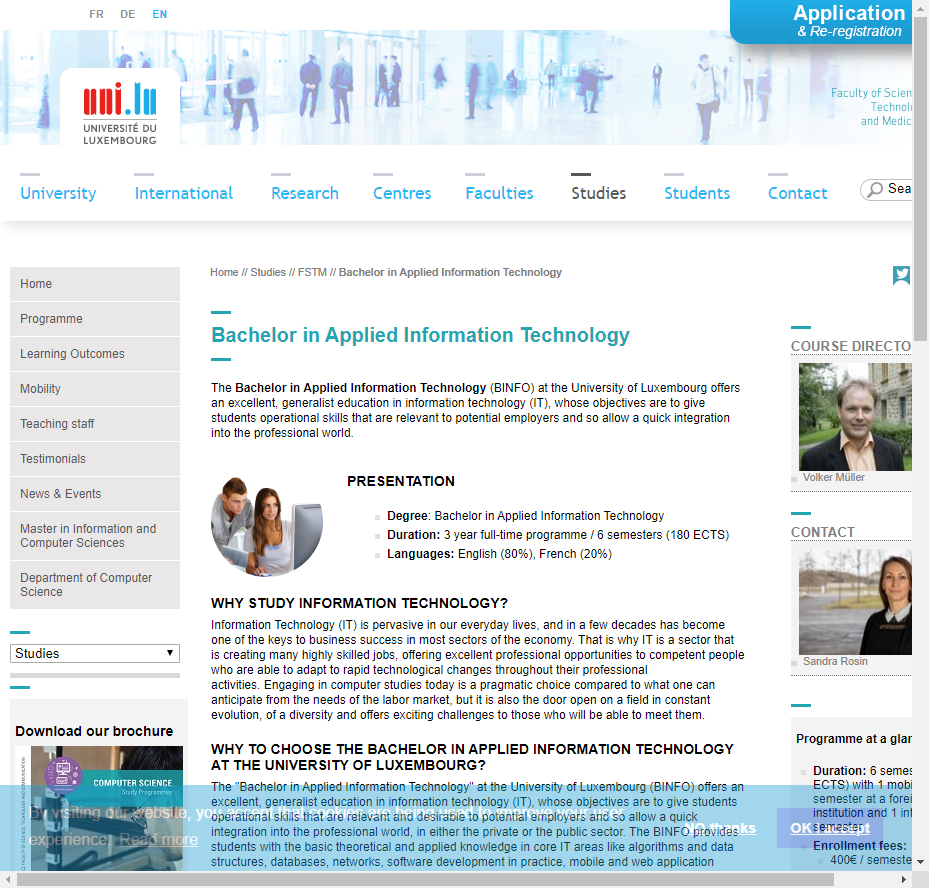 FR DE EN
Application
& Re-registration
uni.lu
UNIVERSITÉ DU
LUXEMBOURG
Faculty of Scien
Technolo
and Medic
University International Research Centres Faculties Studies Students Contact Sea
Home // Studies // FSTM // Bachelor in Applied Information Technology
Home
Programme
Learning Outcomes
Mobility
Teaching staff
Testimonials
News & Events
Master in Information and
Computer Sciences
Department of Computer
Science
Studies
Download our brochure
COMPUTER SCIENCE
Study Programmes
Bachelor in Applied Information Technology
The Bachelor in Applied Information Technology (BINFO) at the University of Luxembourg offers
an excellent, generalist education in information technology (IT), whose objectives are to give
students operational skills that are relevant to potential employers and so allow a quick integration
into the professional world.
PRESENTATION
Degree: Bachelor in Applied Information Technology
Duration: 3 year full-time programme / 6 semesters (180 ECTS)
Languages: English (80%), French (20%)
WHY STUDY INFORMATION TECHNOLOGY?
Information Technology (IT) is pervasive in our everyday lives, and in a few decades has become
one of the keys to business success in most sectors of the economy. That is why IT is a sector that
is creating many highly skilled jobs, offering excellent professional opportunities to competent people
who are able to adapt to rapid technological changes throughout their professional
activities. Engaging in computer studies today is a pragmatic choice compared to what one can
anticipate from the needs of the labor market, but it is also the door open on a field in constant
evolution, of a diversity and offers exciting challenges to those who will be able to meet them.
WHY TO CHOOSE THE BACHELOR IN APPLIED INFORMATION TECHNOLOGY
AT THE UNIVERSITY OF LUXEMBOURG?
The "Bachelor in Applied Information Technology" at the University of Luxembourg (BINFO) offers an
excellent, generalist education in information technology (IT), whose objectives are to give students
operational skills that are relevant and desirable to potential employers and so allow a quick
integration into the professional world, in either the private or the public sector. The BINFO provides
students with the basic theoretical and applied knowledge in core IT areas like algorithms and data
structures, databases, networks, software development in practice, mobile and web application
COURSE DIRECTO
Volker Müller
CONTACT
Sandra Rosin
Programme at a glan
Duration: 6 semes
ECTS) with 1 mobi
semester at a forei
institution and 1 int
semester
Enrollment fees:
400€ / semeste
By visiting our website, you accept that cookies are being used to improve your user
experience. Read more
NO thanks
OK, I accept